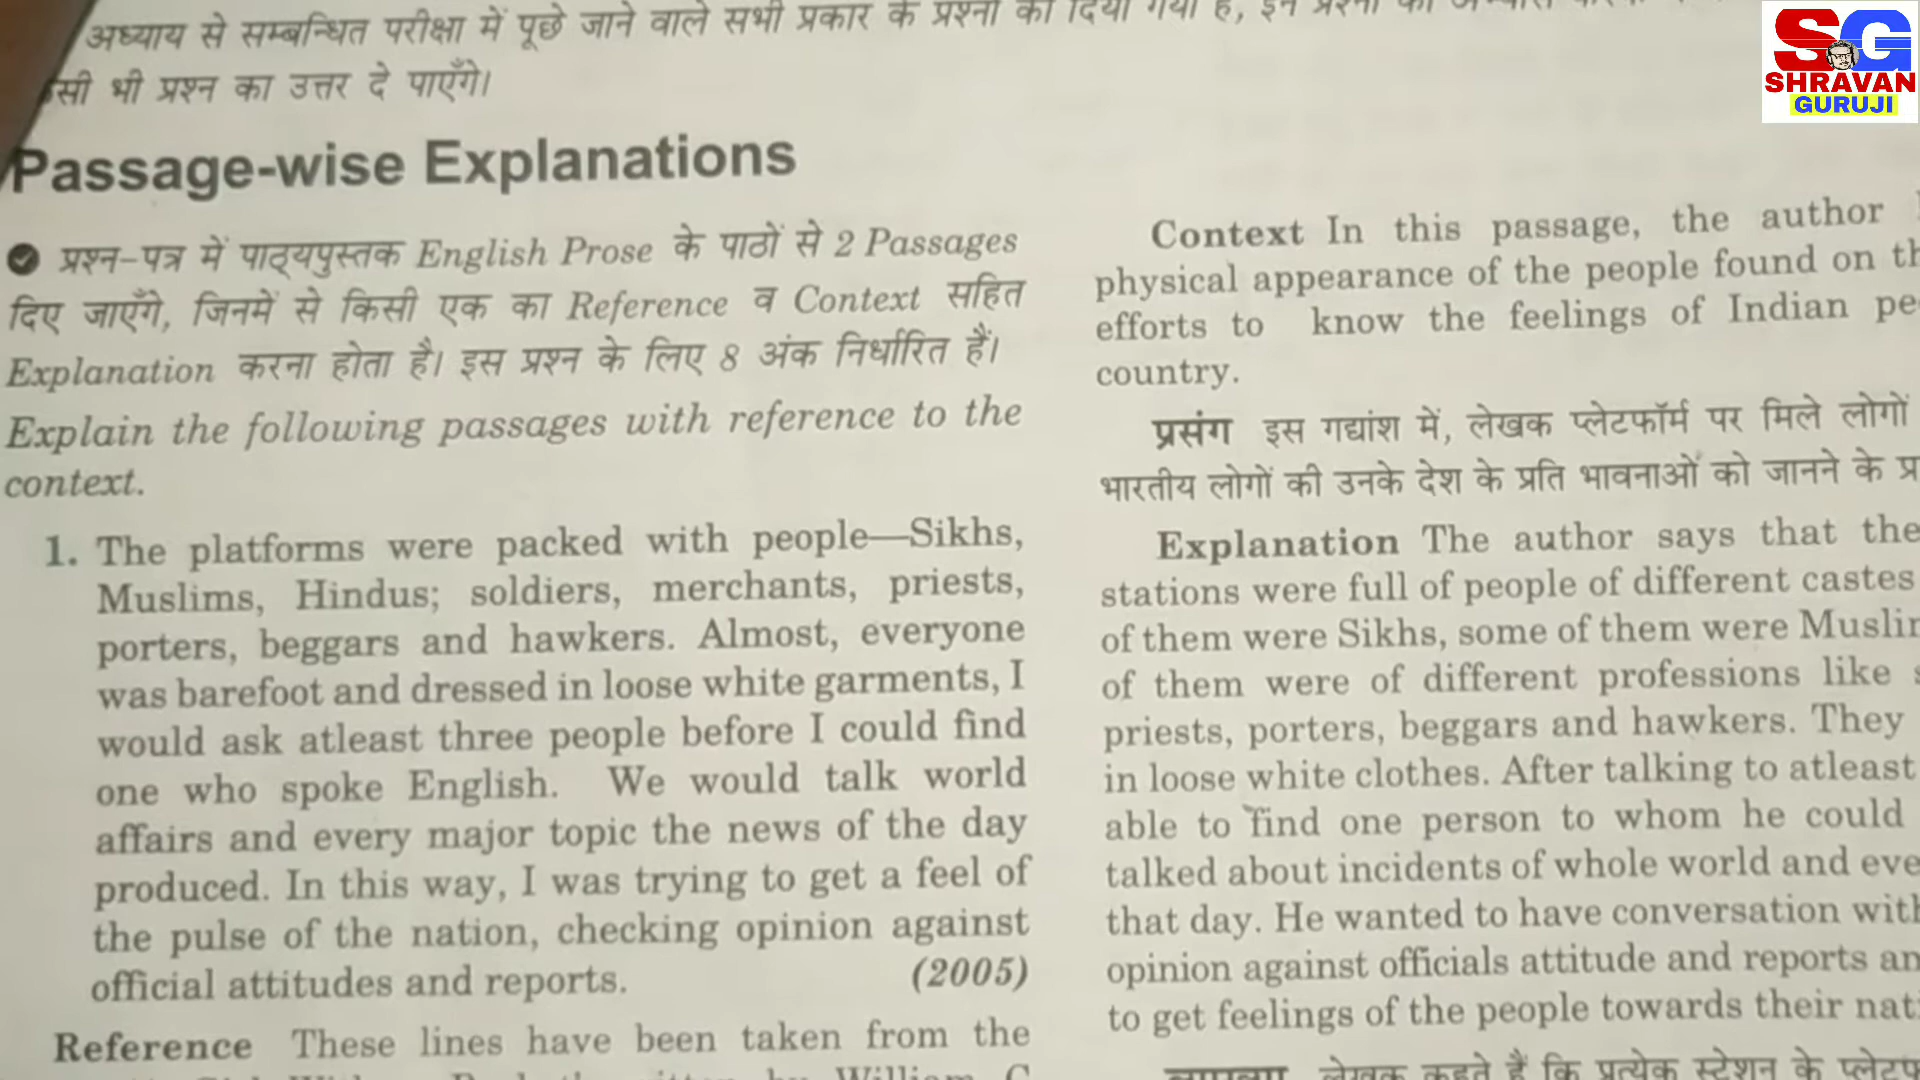 अध्याय से सम्बन्धित परीक्षा में पूछे जाने वाले सभी प्रकार के प्रश्नों को दिया गया है, इन प्रश्नों का
भी प्रश्न का उत्तर दे पाएँगे।
SG
SHRAVAN
GURUJI
Passage-wise Explanations
प्रश्न-पत्र में पाठ्यपुस्तक English Prose के पाठों से 2 Passages
दिए जाएँगे, जिनमें से किसी एक का Reference व Context सहित
Explanation करना होता है। इस प्रश्न के लिए 8 अंक निर्धारित हैं।
Explain the following passages with reference to the
context.
1. The platforms were packed with people—Sikhs,
Muslims, Hindus; soldiers, merchants, priests,
porters, beggars and hawkers. Almost, everyone
was barefoot and dressed in loose white garments, I
would ask atleast three people before I could find
one who spoke English. We would talk world
affairs and every major topic the news of the day
produced. In this way, I was trying to get a feel of
the pulse of the nation, checking opinion against
official attitudes and reports. (2005)
Reference These lines have been taken from the
William C
Context In this passage, the author
physical appearance of the people found on
efforts to know the feelings of Indian
country.
प्रसंग इस गद्यांश में, लेखक प्लेटफॉर्म पर मिले लोगों
भारतीय लोगों की उनके देश के प्रति भावनाओं को जानने के
Explanation The author says that the
stations were full of people of different castes
of them were Sikhs, some of them were
of them were of different professions like
priests, porters, beggars and hawkers. They
in loose white clothes. After talking to atleast
able to find one person to whom he could
talked about incidents of whole world and
that day. He wanted to have conversation
opinion against officials attitude and reports
to get feelings of the people towards their
लेखक कहते हैं कि प्रत्येक स्टेशन के